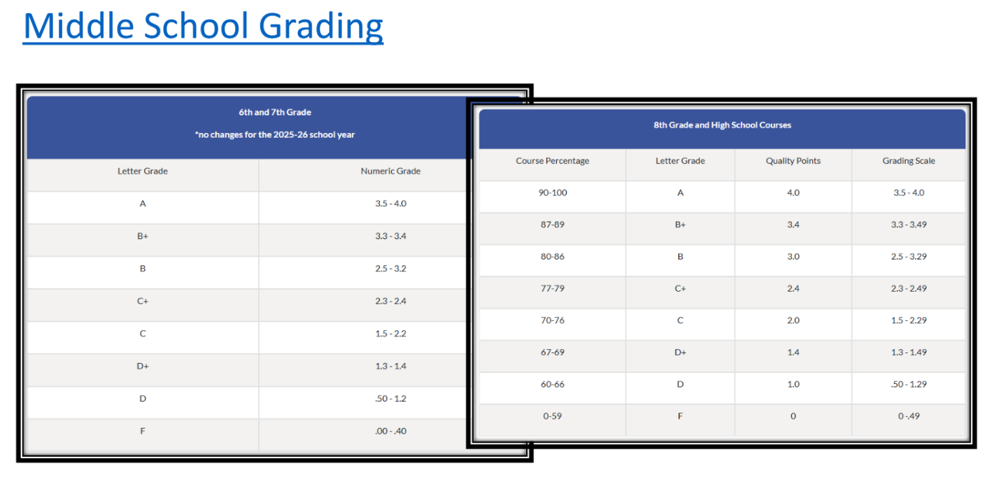 Middle School Grading
6th and 7th Grade
*no changes for the 2025-26 school year
Letter Grade Numeric Grade
A 3.5 - 4.0
B+ 3.3 - 3.4
B 2.5 - 3.2
C+ 2.3 - 2.4
C 1.5 - 2.2
D+ 1.3 - 1.4
D .50 - 1.2
F .00 - .40
8th Grade and High School Courses
Course Percentage Letter Grade Quality Points Grading Scale
90-100 A 4.0 3.5 - 4.0
87-89 B+ 3.4 3.3 - 3.49
80-86 B 3.0 2.5 - 3.29
77-79 C+ 2.4 2.3 - 2.49
70-76 C 2.0 1.5 - 2.29
67-69 D+ 1.4 1.3 - 1.49
60-66 D 1.0 .50 - 1.29
0-59 F 0 0 -.49